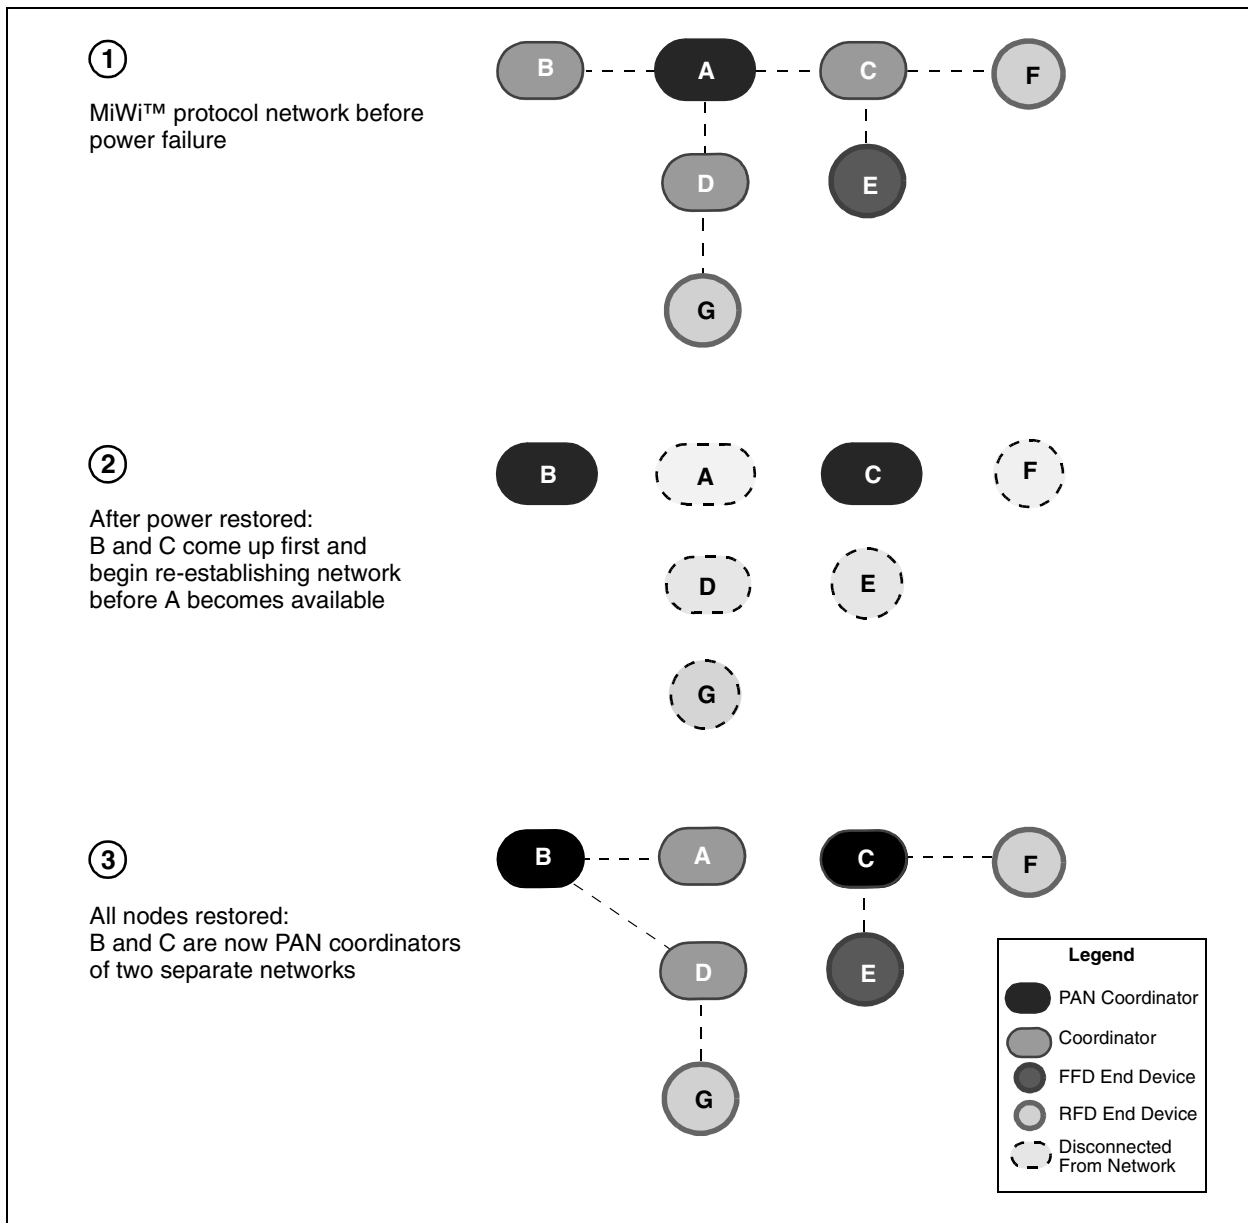 1
MiWi™ protocol network before
power failure
B
A
C
F
D
E
G
2
After power restored:
B and C come up first and
begin re-establishing network
before A becomes available
B
A
C
F
D
E
G
3
All nodes restored:
B and C are now PAN coordinators
of two separate networks
B
A
C
F
D
E
G
Legend
PAN Coordinator
Coordinator
FFD End Device
RFD End Device
Disconnected
From Network